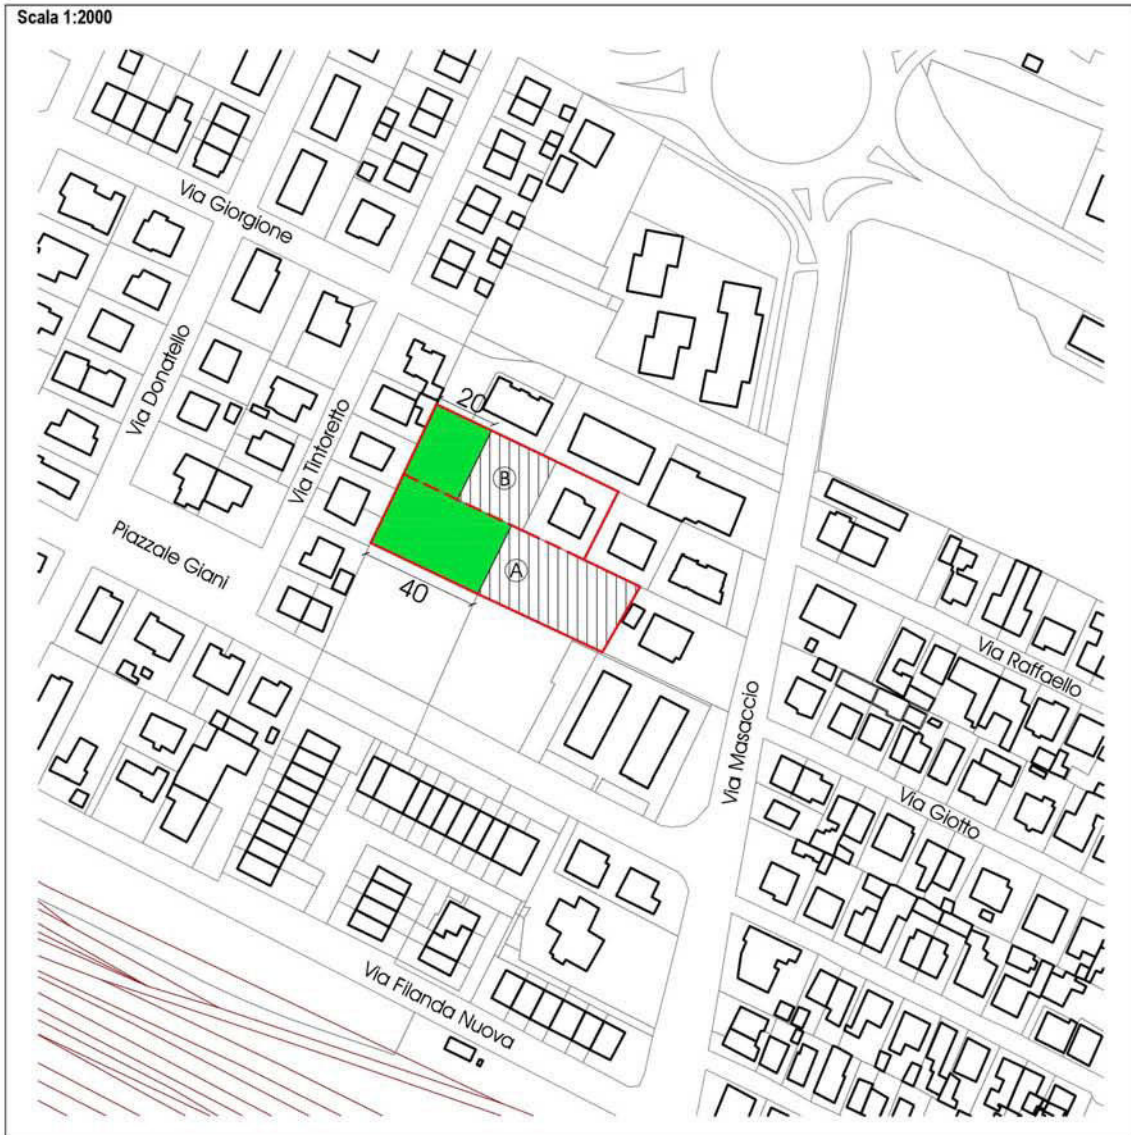 Scala 1:2000
Via Giorgione
Via Donatello
Via Tintoretto
20
B
A
40
Piazzale Giani
Via Raffaello
Via Masaccio
Via Giotto
Via Filanda Nuova